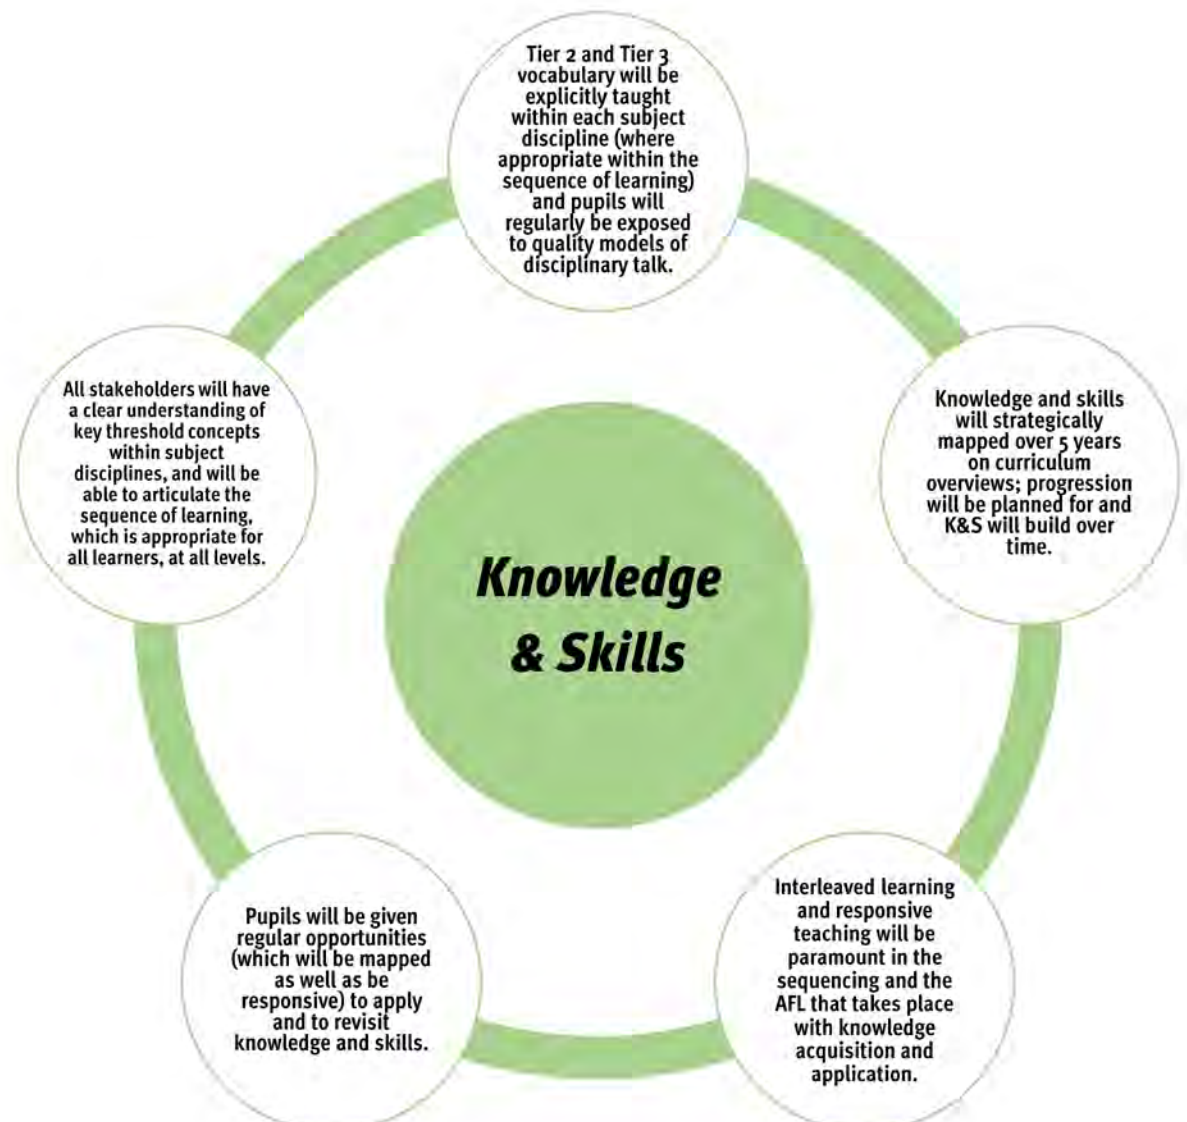 Tier 2 and Tier 3
vocabulary will be
explicitly taught
within each subject
discipline (where
appropriate within the
sequence of learning)
and pupils will
regularly be exposed
to quality models of
disciplinary talk.
Knowledge and skills
will strategically
mapped over 5 years
on curriculum
overviews; progression
will be planned for and
K&S will build over
time.
Interleaved learning
and responsive
teaching will be
paramount in the
sequencing and the
AFL that takes place
with knowledge
acquisition and
application.
Pupils will be given
regular opportunities
(which will be mapped
as well as be
responsive) to apply
and to revisit
knowledge and skills.
All stakeholders will have
a clear understanding of
key threshold concepts
within subject
disciplines, and will be
able to articulate the
sequence of learning,
which is appropriate for
all learners, at all levels.
Knowledge
& Skills